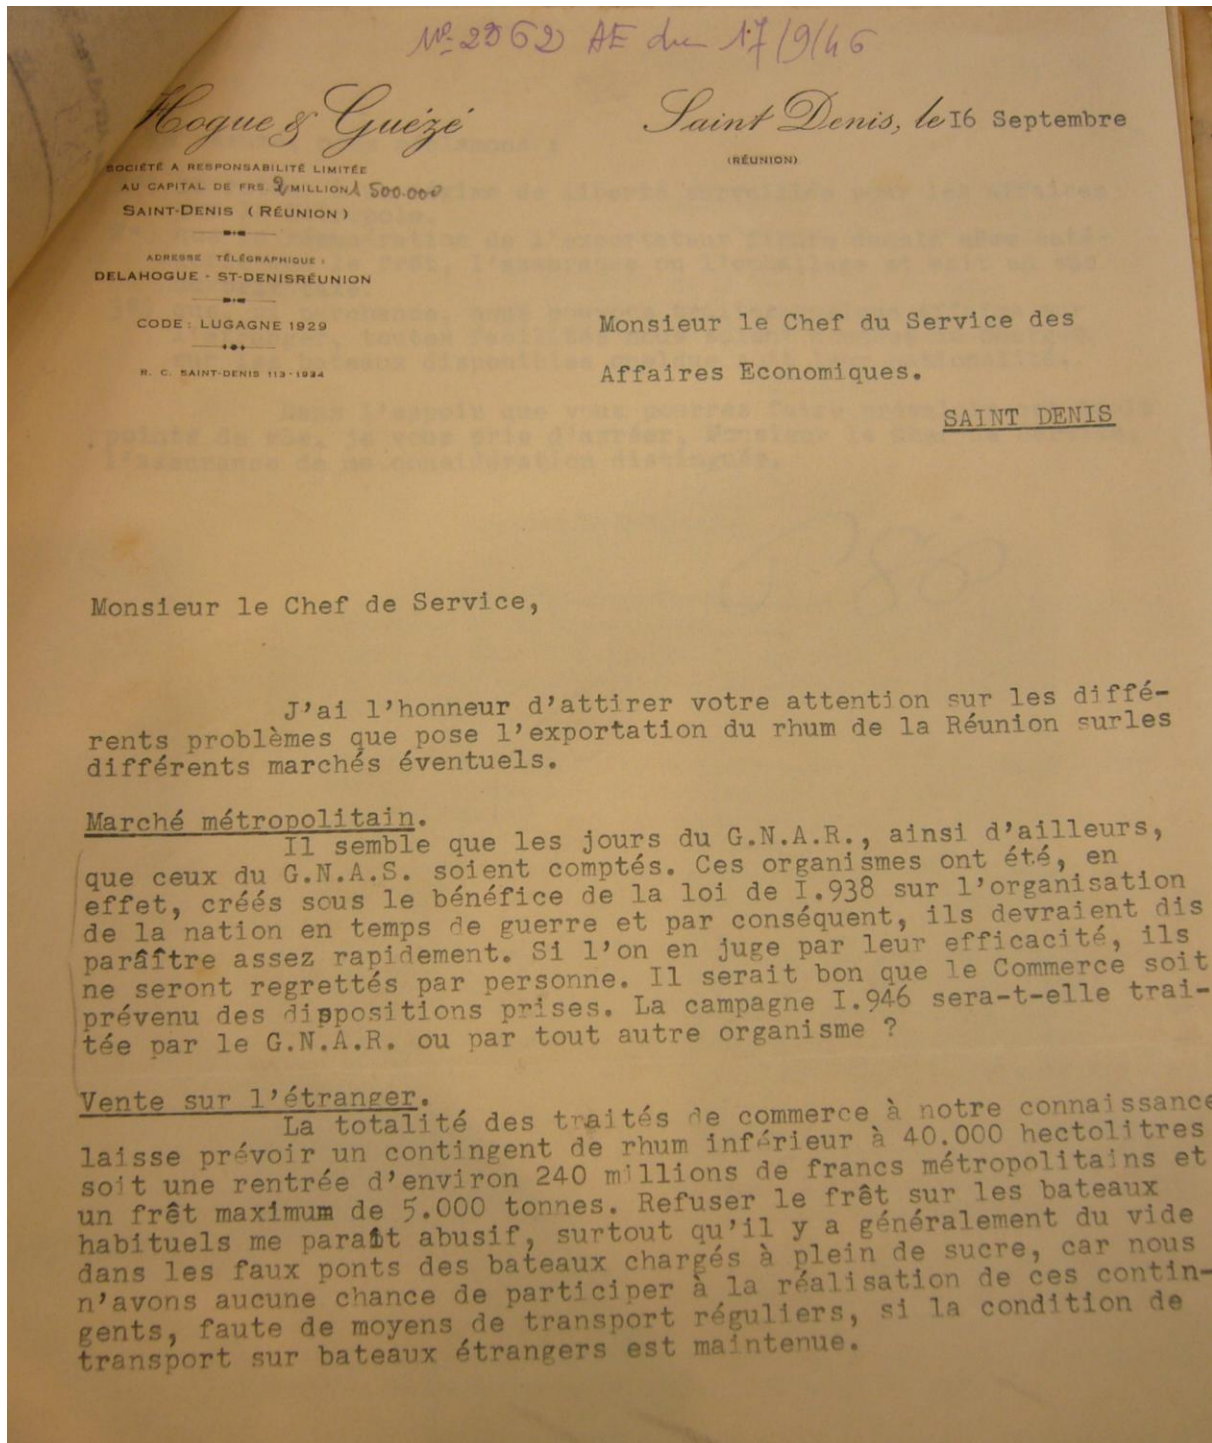 No 2362 AE du 17/9/46
Hogue & Guézé
SOCIÉTÉ A RESPONSABILITÉ LIMITÉE
AU CAPITAL DE FRS. 2 MILLION 500.000
SAINT-DENIS (RÉUNION)
ADRESSE TÉLÉGRAPHIQUE :
DELAHOGUE - ST-DENISRÉUNION
CODE : LUGAGNE 1929
R. C. SAINT-DENIS 113-1934
Saint Denis, le I6 Septembre
(RÉUNION)
Monsieur le Chef du Service des
Affaires Economiques.
SAINT DENIS
Monsieur le Chef de Service,
J'ai l'honneur d'attirer votre attention sur les diffé-
rents problèmes que pose l'exportation du rhum de la Réunion surles
différents marchés éventuels.
Marché métropolitain.
Il semble que les jours du G.N.A.R., ainsi d'ailleurs,
que ceux du G.N.A.S. soient comptés. Ces organismes ont été, en
effet, créés sous le bénéfice de la loi de I.938 sur l'organisation
de la nation en temps de guerre et par conséquent, ils devraient dis
parâître assez rapidement. Si l'on en juge par leur efficacité, ils
ne seront regrettés par personne. Il serait bon que le Commerce soit
prévenu des dispositions prises. La campagne I.946 sera-t-elle trai-
tée par le G.N.A.R. ou par tout autre organisme ?
Vente sur l'étranger.
La totalité des traités de commerce à notre connaissance
laisse prévoir un contingent de rhum inférieur à 40.000 hectolitres
soit une rentrée d'environ 240 millions de francs métropolitains et
un frêt maximum de 5.000 tonnes. Refuser le frêt sur les bateaux
habituels me paraît abusif, surtout qu'il y a généralement du vide
dans les faux ponts des bateaux chargés à plein de sucre, car nous
n'avons aucune chance de participer à la réalisation de ces contin-
gents, faute de moyens de transport réguliers, si la condition de
transport sur bateaux étrangers est maintenue.